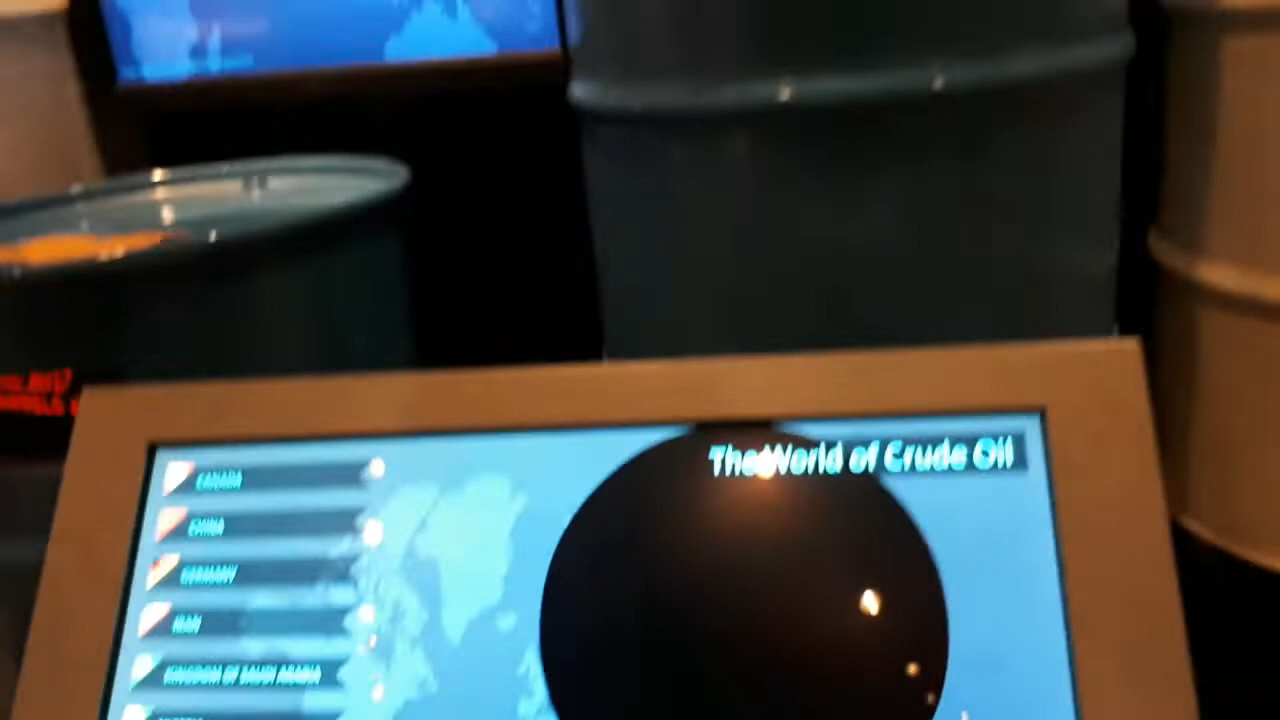 The World of Crude Oil
CANADA
CHINA
GERMANY
IRAN
KINGDOM OF SAUDI ARABIA